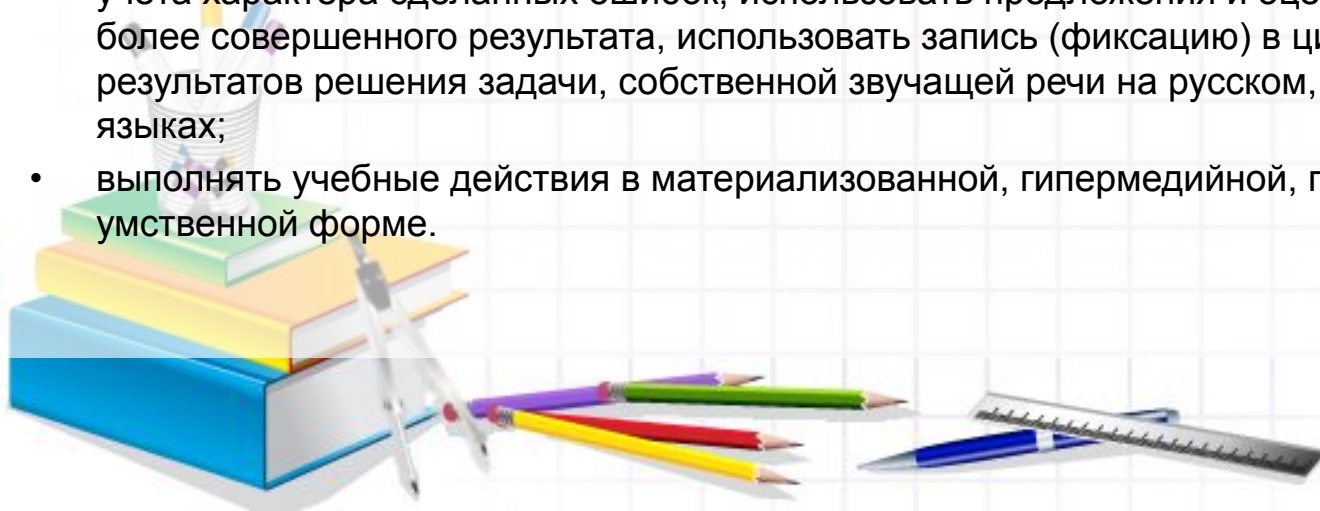 учета характера сделанных ошибок, использовать предложения и
более совершенного результата, использовать запись (фиксацию) в
результатов решения задачи, собственной звучащей речи на русском,
языках;
• выполнять учебные действия в материализованной, гипермедийной,
умственной форме.